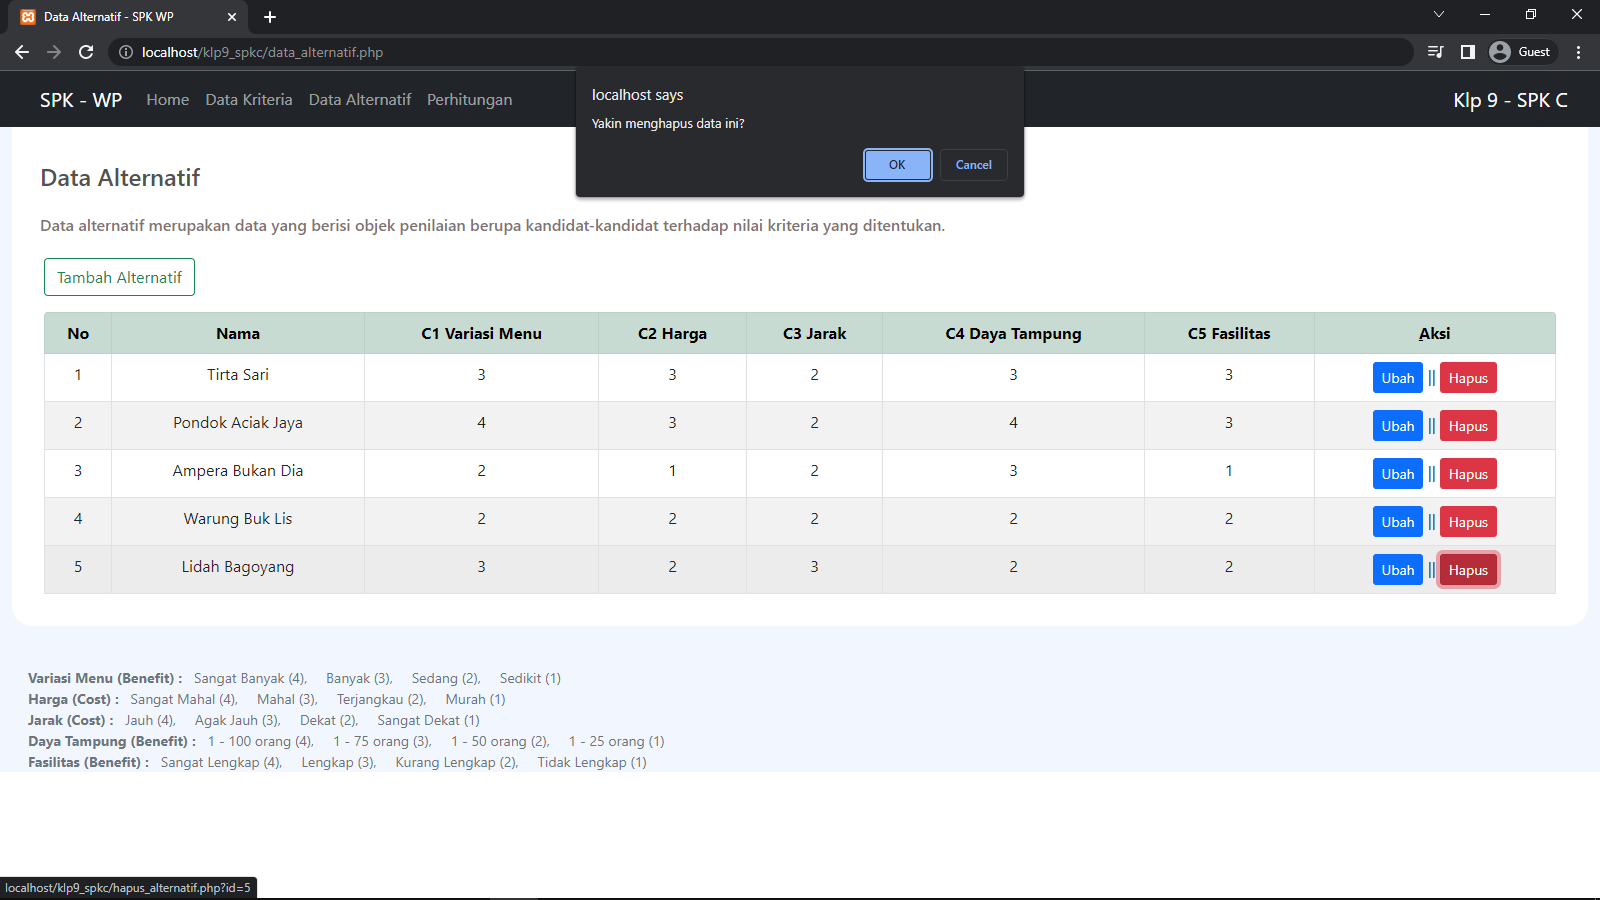 Data Alternatif - SPK WP
localhost/klp9_spkc/data_alternatif.php
Guest
SPK - WP Home Data Kriteria Data Alternatif Perhitungan Klp 9 - SPK C
localhost says
Yakin menghapus data ini?
OK Cancel
Data Alternatif
Data alternatif merupakan data yang berisi objek penilaian berupa kandidat-kandidat terhadap nilai kriteria yang ditentukan.
Tambah Alternatif
No Nama C1 Variasi Menu C2 Harga C3 Jarak C4 Daya Tampung C5 Fasilitas Aksi
1 Tirta Sari 3 3 2 3 3 Ubah || Hapus
2 Pondok Aciak Jaya 4 3 2 4 3 Ubah || Hapus
3 Ampera Bukan Dia 2 1 2 3 1 Ubah || Hapus
4 Warung Buk Lis 2 2 2 2 2 Ubah || Hapus
5 Lidah Bagoyang 3 2 3 2 2 Ubah || Hapus
Variasi Menu (Benefit) : Sangat Banyak (4), Banyak (3), Sedang (2), Sedikit (1)
Harga (Cost) : Sangat Mahal (4), Mahal (3), Terjangkau (2), Murah (1)
Jarak (Cost) : Jauh (4), Agak Jauh (3), Dekat (2), Sangat Dekat (1)
Daya Tampung (Benefit) : 1 - 100 orang (4), 1 - 75 orang (3), 1 - 50 orang (2), 1 - 25 orang (1)
Fasilitas (Benefit) : Sangat Lengkap (4), Lengkap (3), Kurang Lengkap (2), Tidak Lengkap (1)
localhost/klp9_spkc/hapus_alternatif.php?id=5